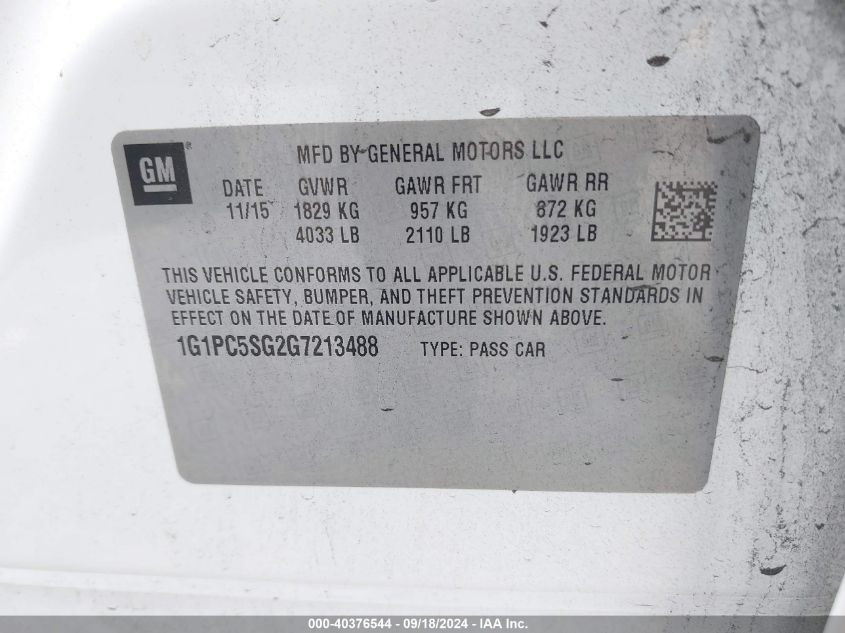 GM®
MFD BY GENERAL MOTORS LLC
DATE GVWR GAWR FRT GAWR RR
11/15 1829 KG 957 KG 872 KG
4033 LB 2110 LB 1923 LB
THIS VEHICLE CONFORMS TO ALL APPLICABLE U.S. FEDERAL MOTOR
VEHICLE SAFETY, BUMPER, AND THEFT PREVENTION STANDARDS IN
EFFECT ON THE DATE OF MANUFACTURE SHOWN ABOVE.
1G1PC5SG2G7213488 TYPE: PASS CAR
000-40376544 - 09/18/2024 - IAA Inc.